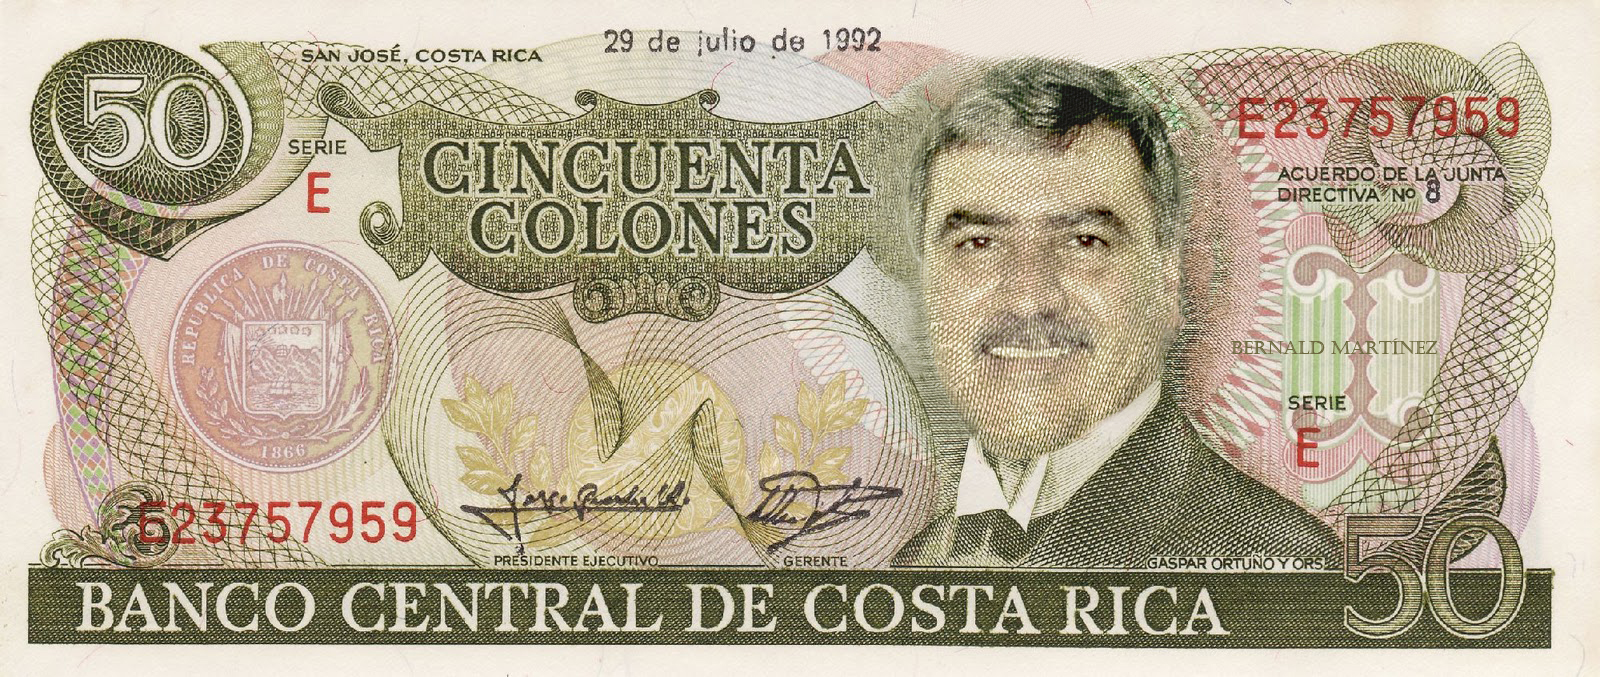 50
SAN JOSÉ, COSTA RICA
29 de julio de 1992
SERIE
E
CINCUENTA
COLONES
E23757959
ACUERDO DE LA JUNTA
DIRECTIVA Nº 8
REPUBLICA DE COSTA RICA
1866
BERNALD MARTÍNEZ
SERIE
E
E23757959
PRESIDENTE EJECUTIVO
GERENTE
GASPAR ORTUÑO Y ORS
50
BANCO CENTRAL DE COSTA RICA